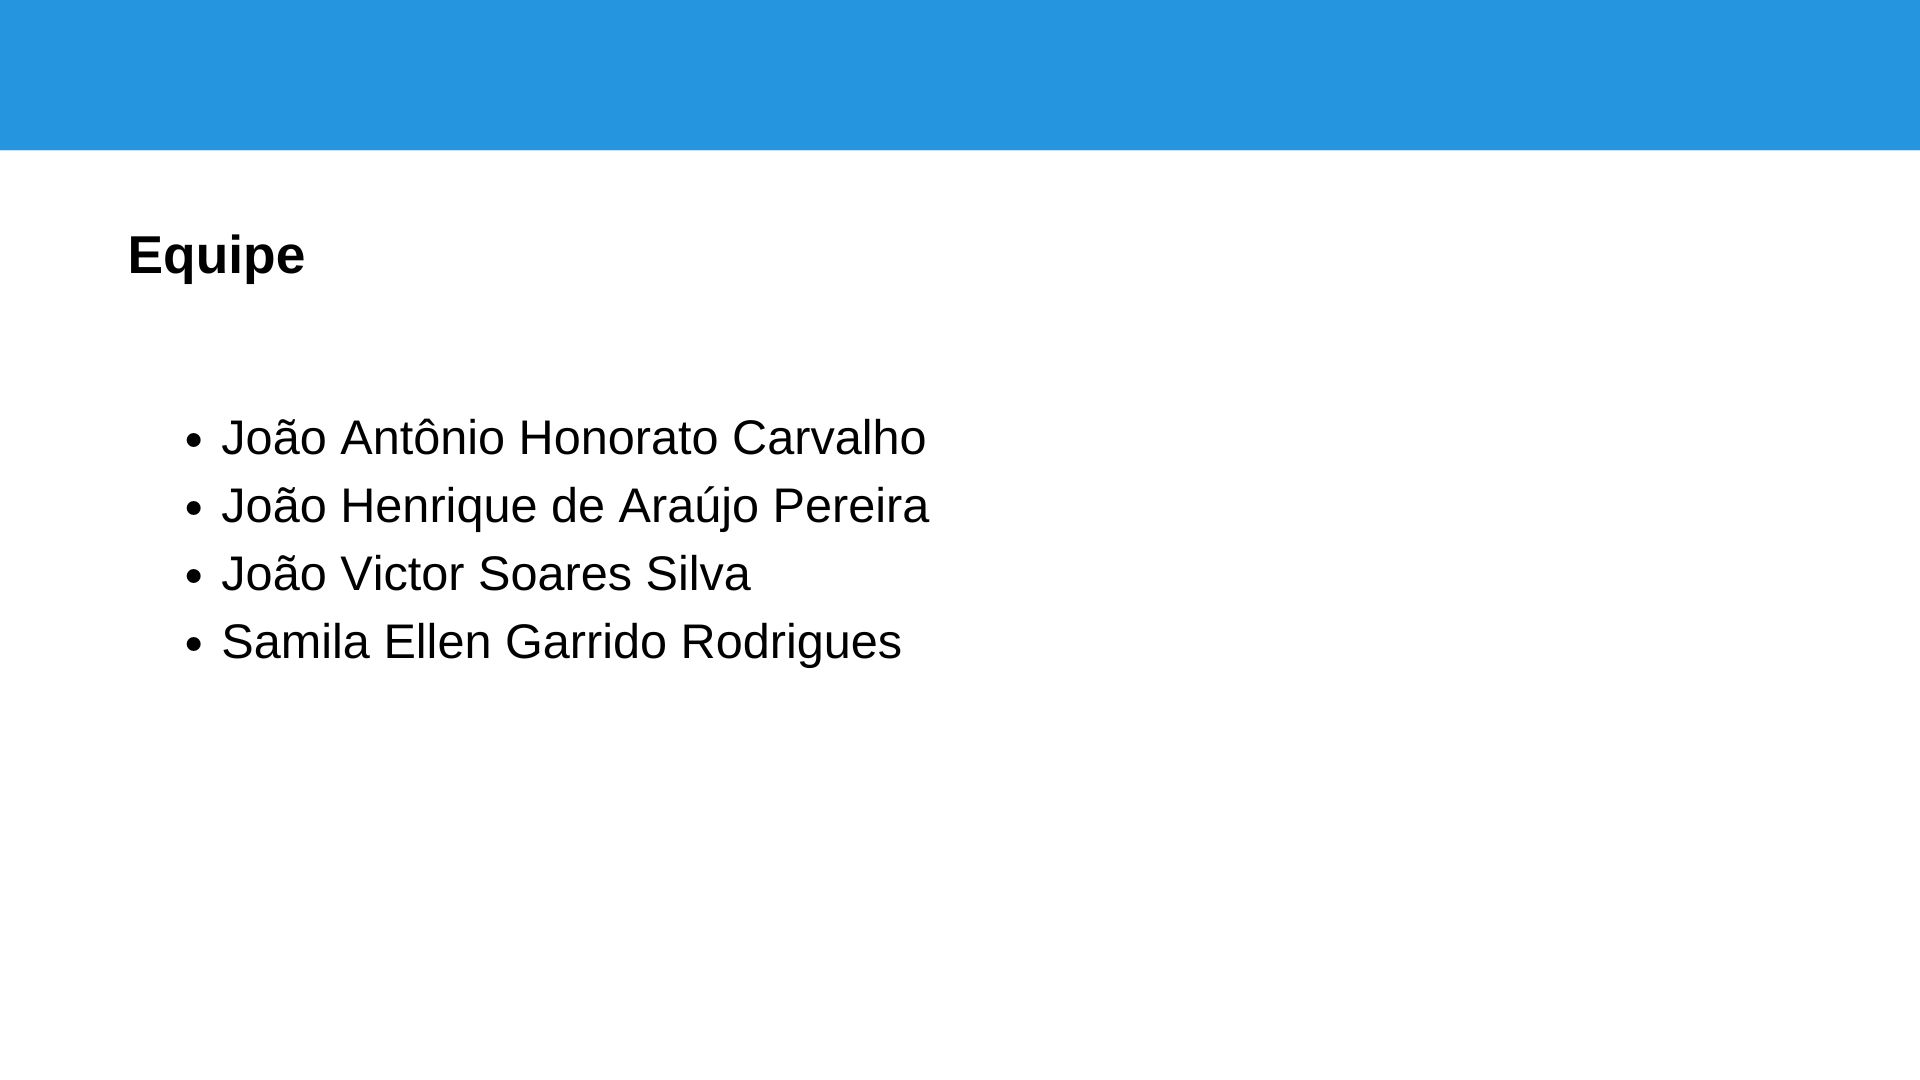 Equipe
• João Antônio Honorato Carvalho
• João Henrique de Araújo Pereira
• João Victor Soares Silva
• Samila Ellen Garrido Rodrigues